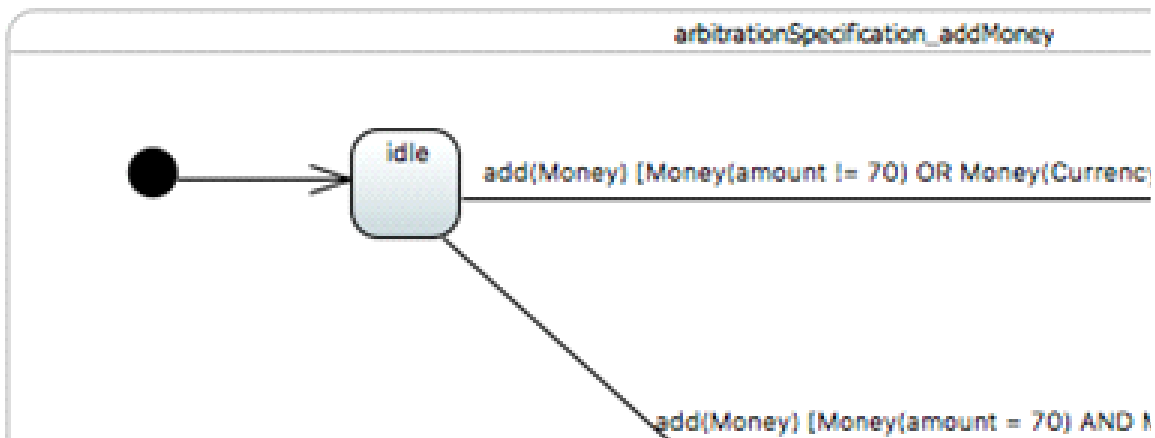 arbitrationSpecification_addMoney
idle
add(Money) [Money(amount != 70) OR Money(Currency
add(Money) [Money(amount = 70) AND M